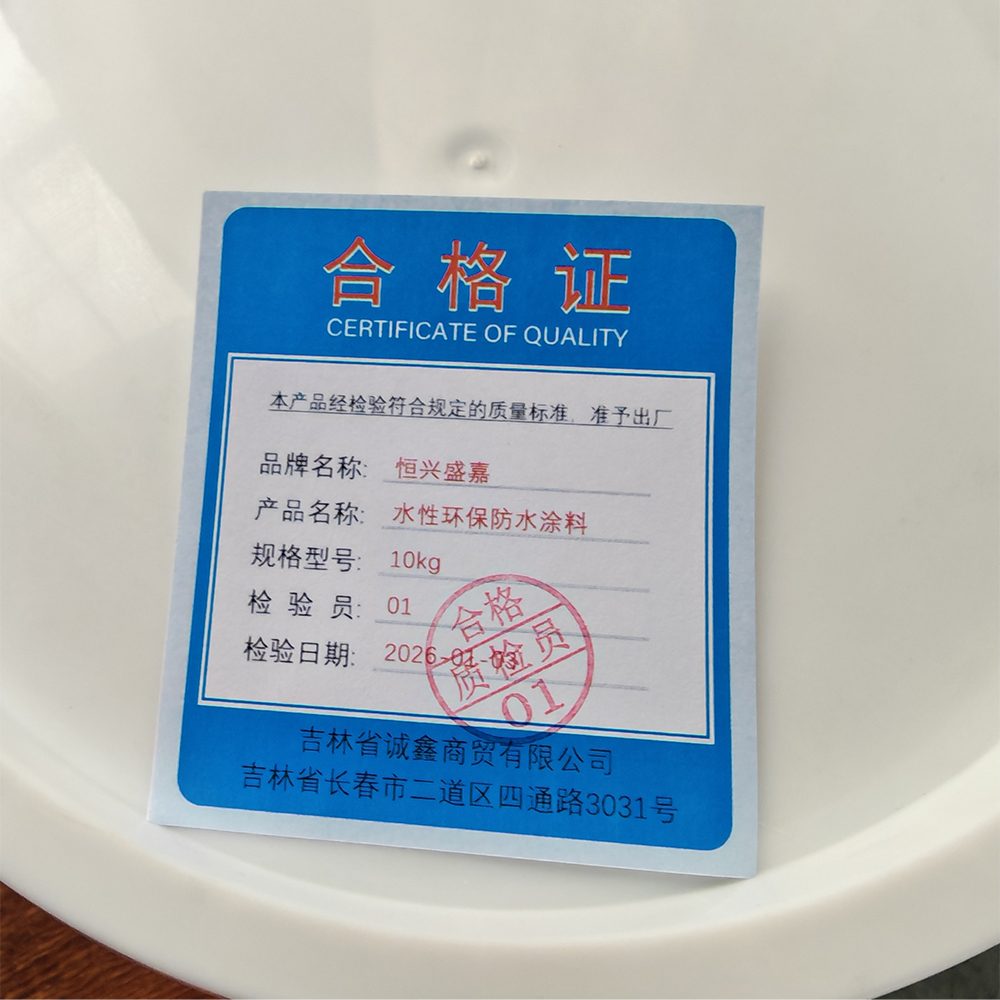 合格证
CERTIFICATE OF QUALITY
本产品经检验符合规定的质量标准,准予出厂
品牌名称: 恒兴盛嘉
产品名称: 水性环保防水涂料
规格型号: 10kg
检 验 员: 01
检验日期: 2026-01-03
合格
质检员
01
吉林省诚鑫商贸有限公司
吉林省长春市二道区四通路3031号